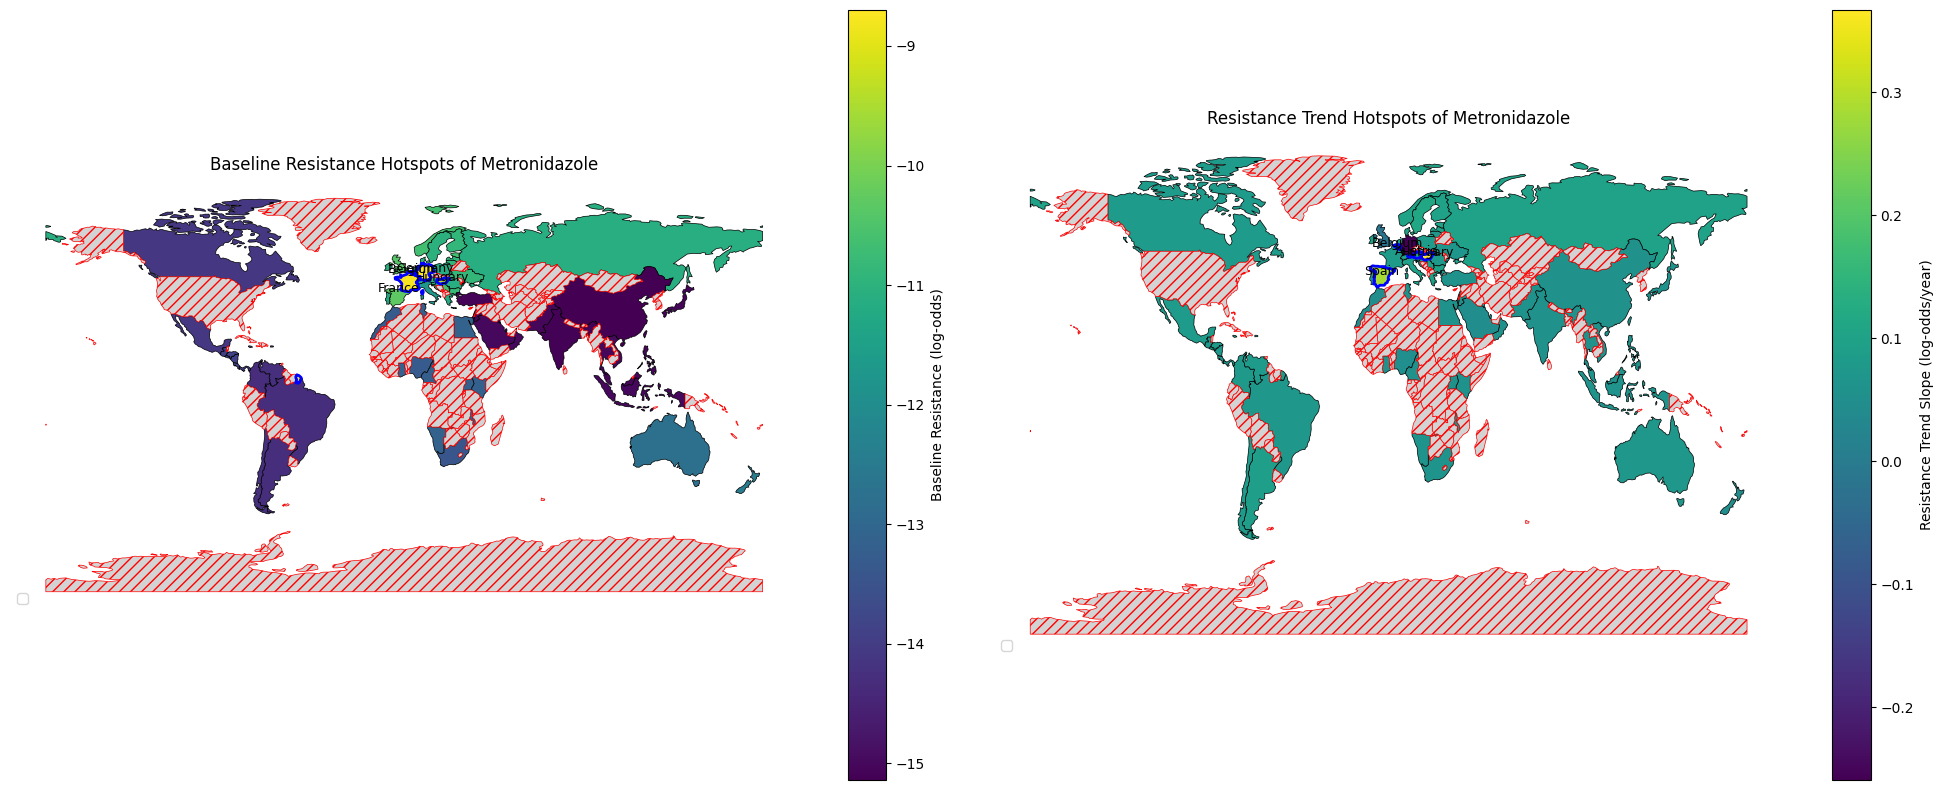 Baseline Resistance Hotspots of Metronidazole
Belgium
Hungary
France
−9
−10
−11
−12
−13
−14
−15
Baseline Resistance (log-odds)
Resistance Trend Hotspots of Metronidazole
Belgium
Hungary
Spain
0.3
0.2
0.1
0.0
−0.1
−0.2
Resistance Trend Slope (log-odds/year)